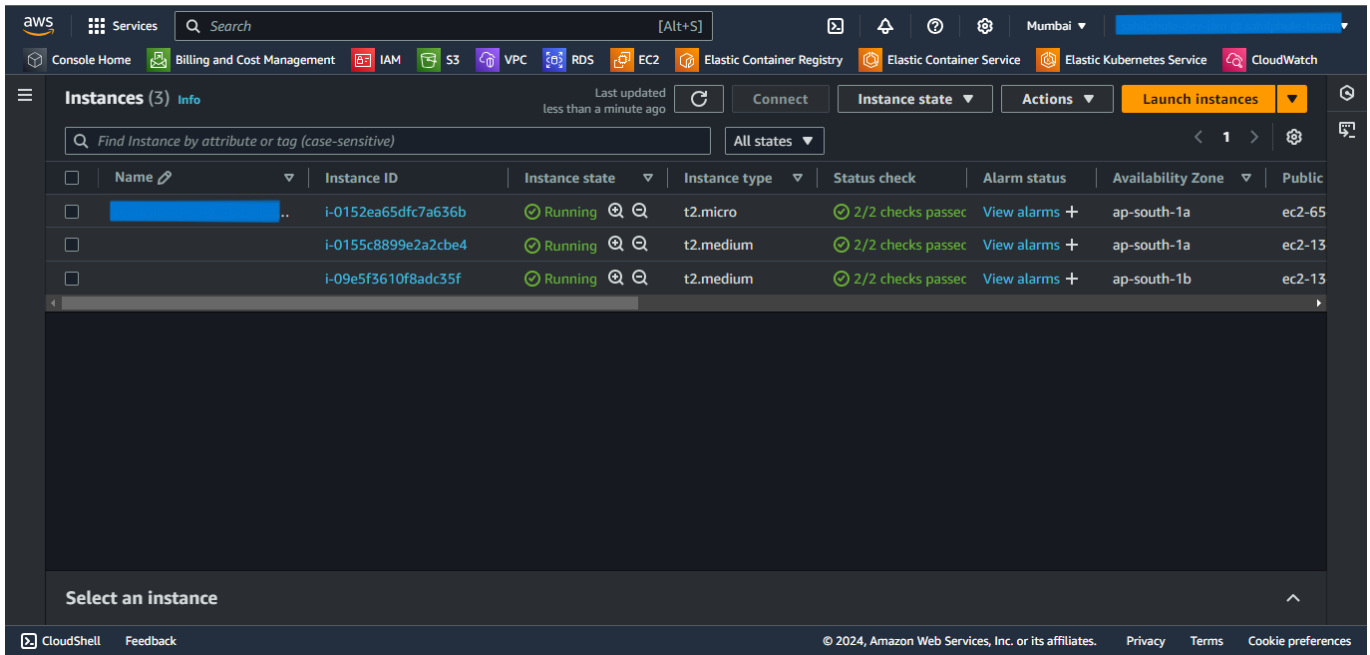 aws Services Search [Alt+S] Mumbai
Console Home Billing and Cost Management IAM S3 VPC RDS EC2 Elastic Container Registry Elastic Container Service Elastic Kubernetes Service CloudWatch
Instances (3) Info Last updated less than a minute ago Connect Instance state Actions Launch instances
Find Instance by attribute or tag (case-sensitive) All states 1
Name Instance ID Instance state Instance type Status check Alarm status Availability Zone Public
.. i-0152ea65dfc7a636b Running t2.micro 2/2 checks passec View alarms + ap-south-1a ec2-65
i-0155c8899e2a2cbe4 Running t2.medium 2/2 checks passec View alarms + ap-south-1a ec2-13
i-09e5f3610f8adc35f Running t2.medium 2/2 checks passec View alarms + ap-south-1b ec2-13
Select an instance
CloudShell Feedback © 2024, Amazon Web Services, Inc. or its affiliates. Privacy Terms Cookie preferences